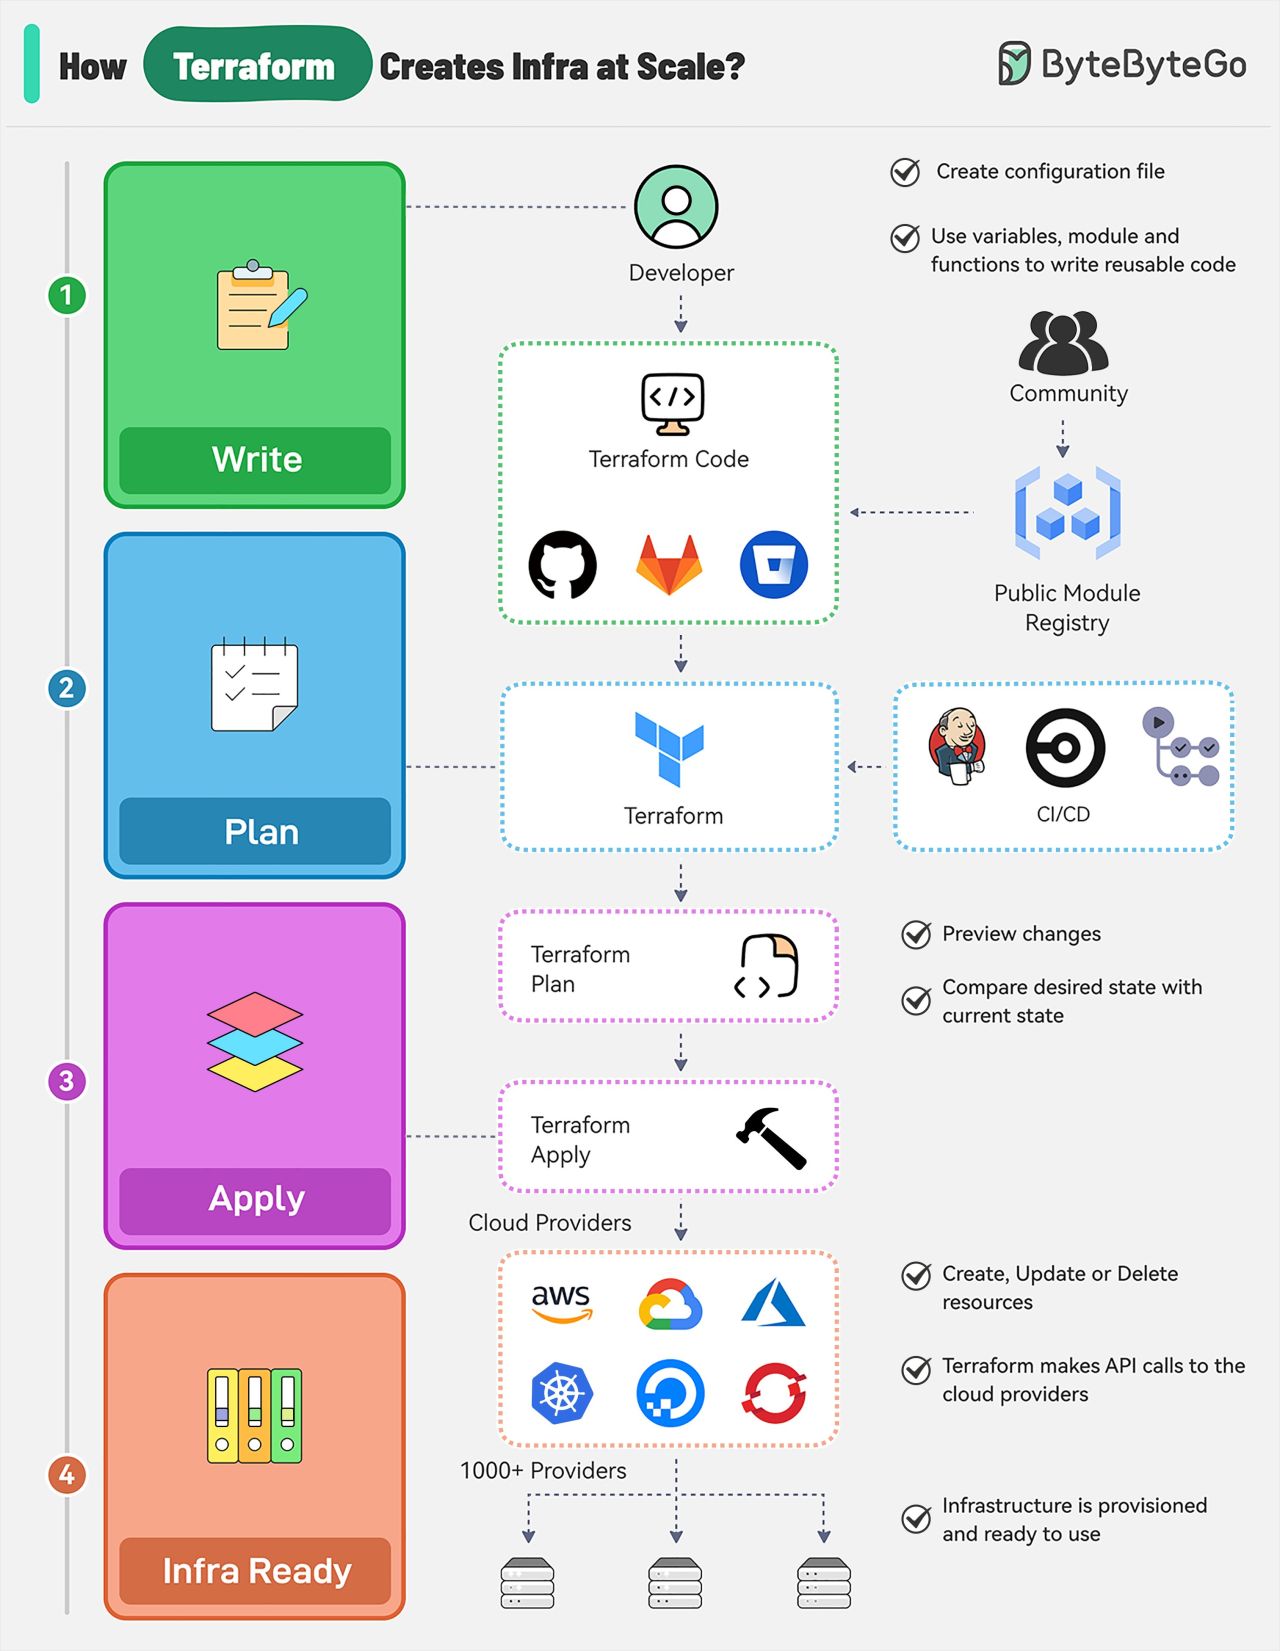 How Terraform Creates Infra at Scale?
ByteByteGo
1
Write
Developer
Create configuration file
Use variables, module and
functions to write reusable code
Terraform Code
Community
Public Module
Registry
2
Plan
Terraform
CI/CD
Terraform
Plan
Preview changes
Compare desired state with
current state
3
Apply
Terraform
Apply
Cloud Providers
aws
Create, Update or Delete
resources
Terraform makes API calls to the
cloud providers
4
Infra Ready
1000+ Providers
Infrastructure is provisioned
and ready to use